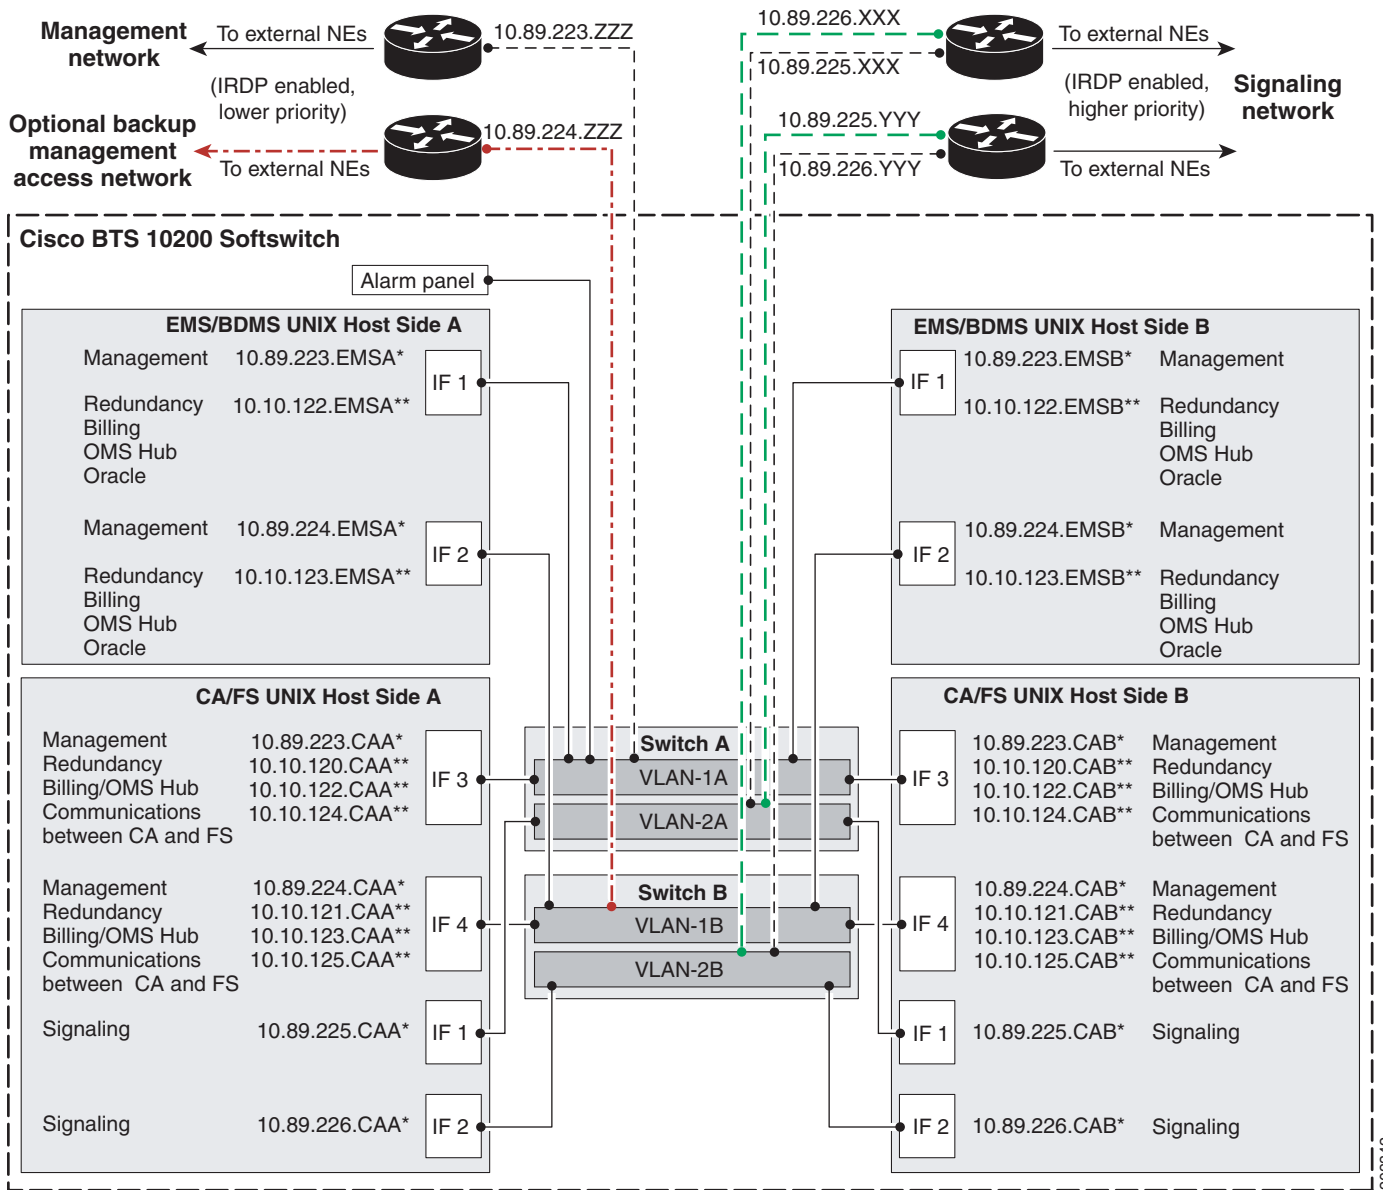 Management
network
To external NEs
10.89.223.ZZZ
(IRDP enabled,
lower priority)
Optional backup
management
access network
To external NEs
10.89.224.ZZZ
10.89.226.XXX
10.89.225.XXX
To external NEs
(IRDP enabled,
higher priority)
Signaling
network
10.89.225.YYY
10.89.226.YYY
To external NEs
Cisco BTS 10200 Softswitch
Alarm panel
EMS/BDMS UNIX Host Side A
Management 10.89.223.EMSA*
IF 1
Redundancy 10.10.122.EMSA**
Billing
OMS Hub
Oracle
Management 10.89.224.EMSA*
IF 2
Redundancy 10.10.123.EMSA**
Billing
OMS Hub
Oracle
EMS/BDMS UNIX Host Side B
10.89.223.EMSB* Management
IF 1
10.10.122.EMSB** Redundancy
Billing
OMS Hub
Oracle
10.89.224.EMSB* Management
IF 2
10.10.123.EMSB** Redundancy
Billing
OMS Hub
Oracle
CA/FS UNIX Host Side A
Management 10.89.223.CAA*
Redundancy 10.10.120.CAA**
IF 3
Billing/OMS Hub 10.10.122.CAA**
Communications 10.10.124.CAA**
between CA and FS
Management 10.89.224.CAA*
Redundancy 10.10.121.CAA**
IF 4
Billing/OMS Hub 10.10.123.CAA**
Communications 10.10.125.CAA**
between CA and FS
Signaling 10.89.225.CAA*
IF 1
Signaling 10.89.226.CAA*
IF 2
Switch A
VLAN-1A
VLAN-2A
Switch B
VLAN-1B
VLAN-2B
CA/FS UNIX Host Side B
10.89.223.CAB* Management
10.10.120.CAB** Redundancy
IF 3
10.10.122.CAB** Billing/OMS Hub
10.10.124.CAB** Communications
between CA and FS
10.89.224.CAB* Management
10.10.121.CAB** Redundancy
IF 4
10.10.123.CAB** Billing/OMS Hub
10.10.125.CAB** Communications
between CA and FS
IF 1
10.89.225.CAB* Signaling
IF 2
10.89.226.CAB* Signaling